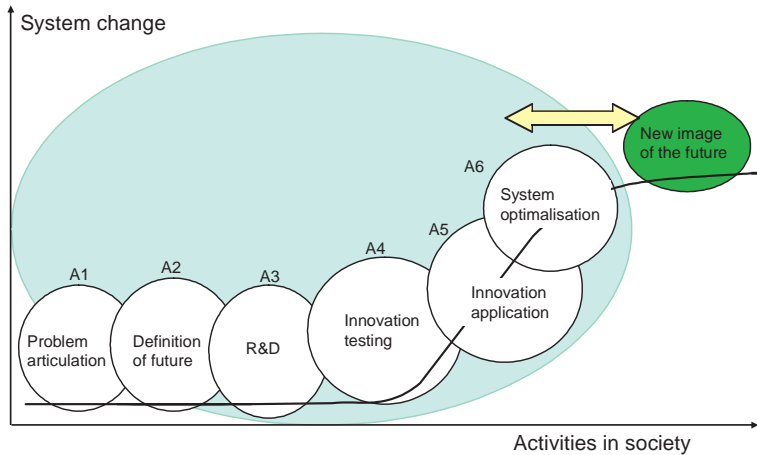 System change
New image
of the future
A6
System
optimalisation
A5
A4
A1
A2
A3
Innovation
application
Innovation
testing
Problem
articulation
Definition
of future
R&D
Activities in society